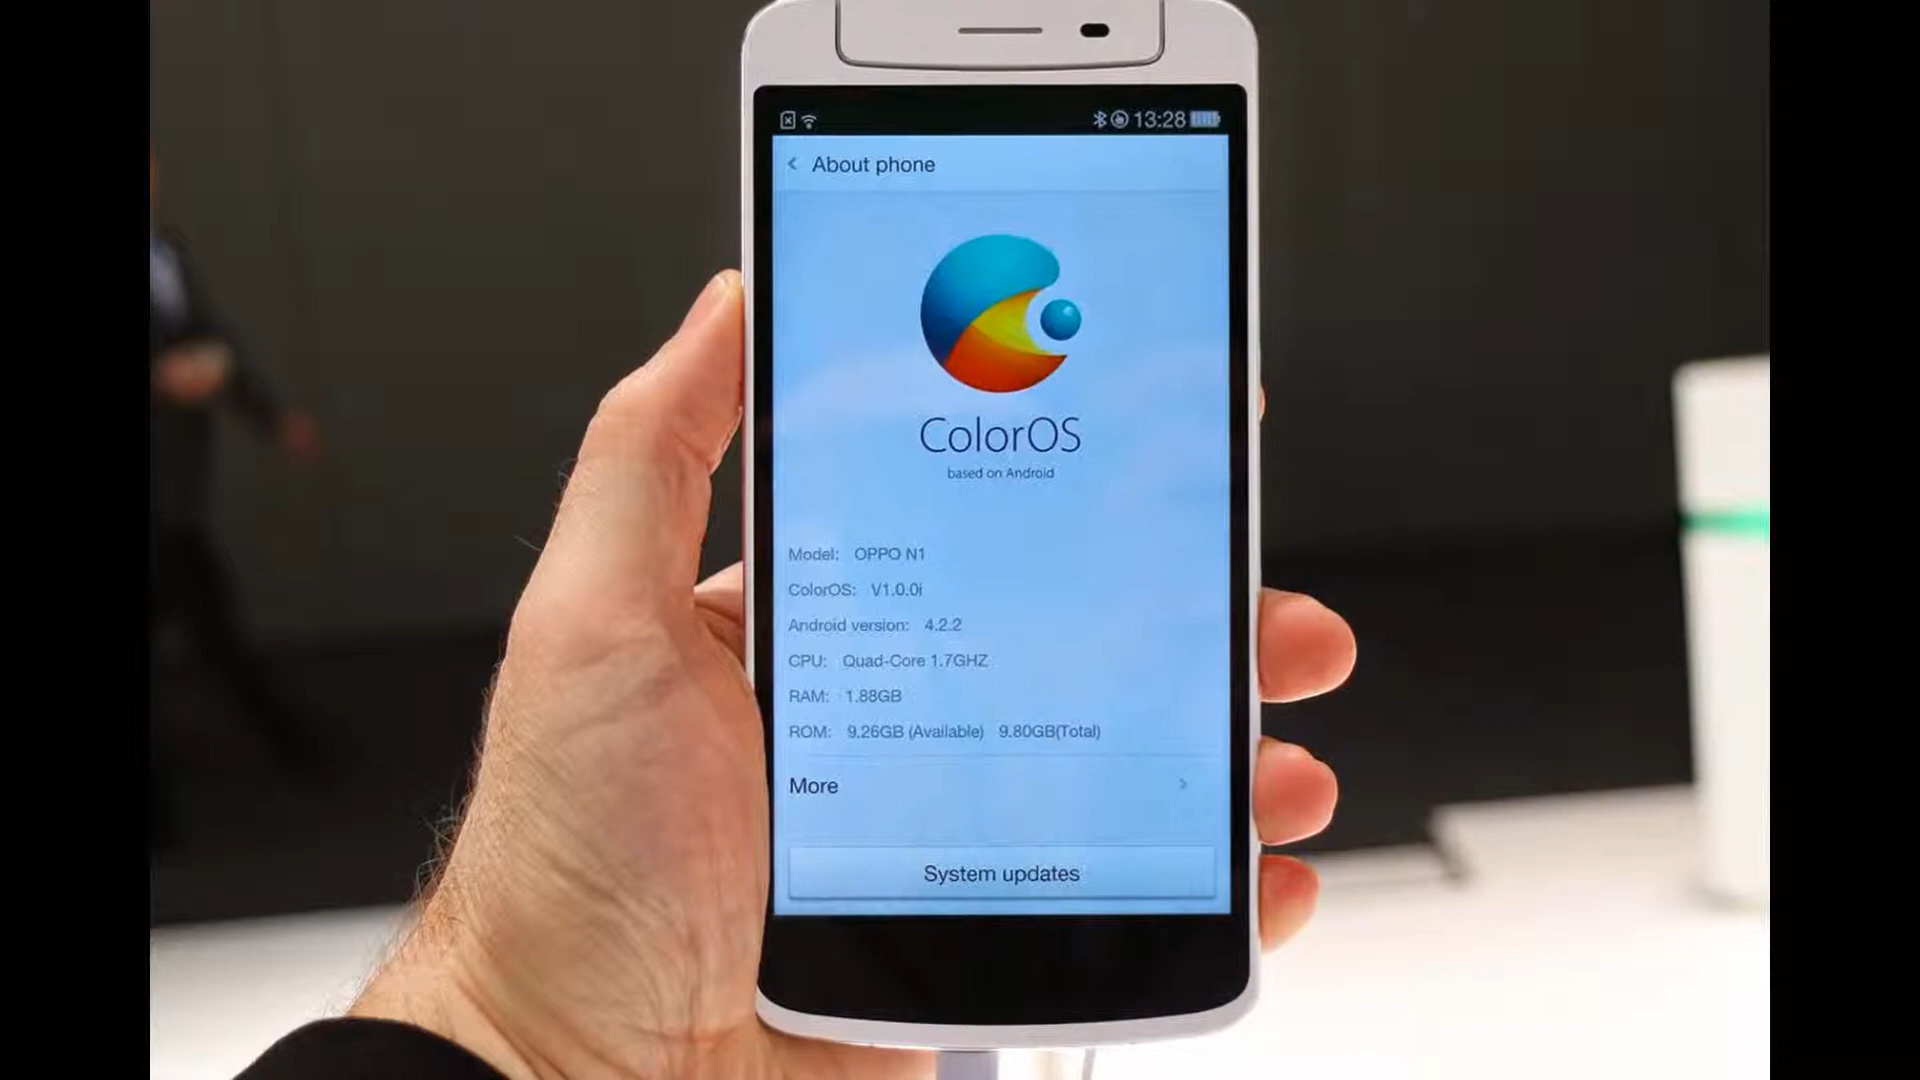 13:28
About phone
ColorOS
based on Android
Model: OPPO N1
ColorOS: V1.0.0i
Android version: 4.2.2
CPU: Quad-Core 1.7GHZ
RAM: 1.88GB
ROM: 9.26GB (Available) 9.80GB(Total)
More
System updates